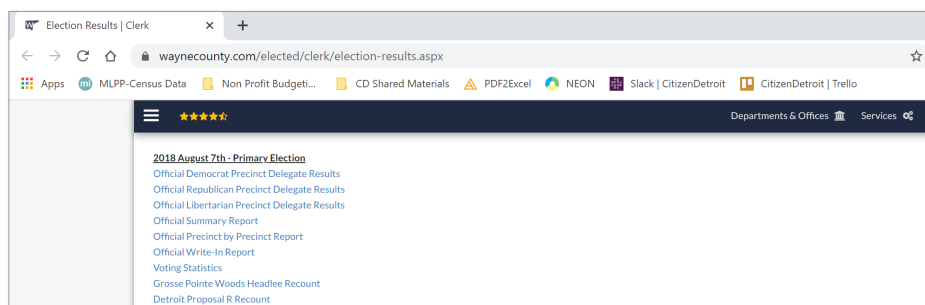 Election Results | Clerk
waynecounty.com/elected/clerk/election-results.aspx
Apps mi MLPP-Census Data Non Profit Budgeti... CD Shared Materials PDF2Excel NEON Slack | CitizenDetroit CitizenDetroit | Trello
Departments & Offices Services
2018 August 7th - Primary Election
Official Democrat Precinct Delegate Results
Official Republican Precinct Delegate Results
Official Libertarian Precinct Delegate Results
Official Summary Report
Official Precinct by Precinct Report
Official Write-In Report
Voting Statistics
Grosse Pointe Woods Headlee Recount
Detroit Proposal R Recount